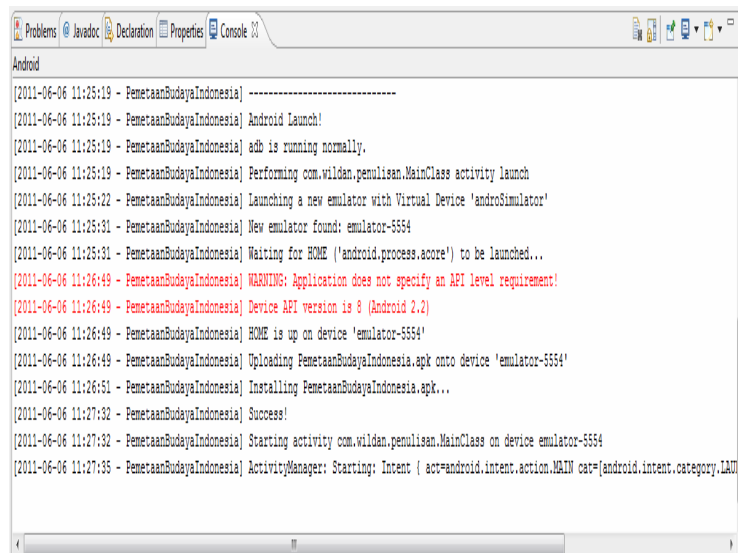 Problems @ Javadoc Declaration Properties Console
Android
[2011-06-06 11:25:19 - PemetaanBudayaIndonesia] ------------------------------
[2011-06-06 11:25:19 - PemetaanBudayaIndonesia] Android Launch!
[2011-06-06 11:25:19 - PemetaanBudayaIndonesia] adb is running normally.
[2011-06-06 11:25:19 - PemetaanBudayaIndonesia] Performing com.wildan.penulisan.MainClass activity launch
[2011-06-06 11:25:22 - PemetaanBudayaIndonesia] Launching a new emulator with Virtual Device 'androSimulator'
[2011-06-06 11:25:31 - PemetaanBudayaIndonesia] New emulator found: emulator-5554
[2011-06-06 11:25:31 - PemetaanBudayaIndonesia] Waiting for HOME ('android.process.acore') to be launched...
[2011-06-06 11:26:49 - PemetaanBudayaIndonesia] WARNING: Application does not specify an API level requirement!
[2011-06-06 11:26:49 - PemetaanBudayaIndonesia] Device API version is 8 (Android 2.2)
[2011-06-06 11:26:49 - PemetaanBudayaIndonesia] HOME is up on device 'emulator-5554'
[2011-06-06 11:26:49 - PemetaanBudayaIndonesia] Uploading PemetaanBudayaIndonesia.apk onto device 'emulator-5554'
[2011-06-06 11:26:51 - PemetaanBudayaIndonesia] Installing PemetaanBudayaIndonesia.apk...
[2011-06-06 11:27:32 - PemetaanBudayaIndonesia] Success!
[2011-06-06 11:27:32 - PemetaanBudayaIndonesia] Starting activity com.wildan.penulisan.MainClass on device emulator-5554
[2011-06-06 11:27:35 - PemetaanBudayaIndonesia] ActivityManager: Starting: Intent { act=android.intent.action.MAIN cat=[android.intent.category.LAU